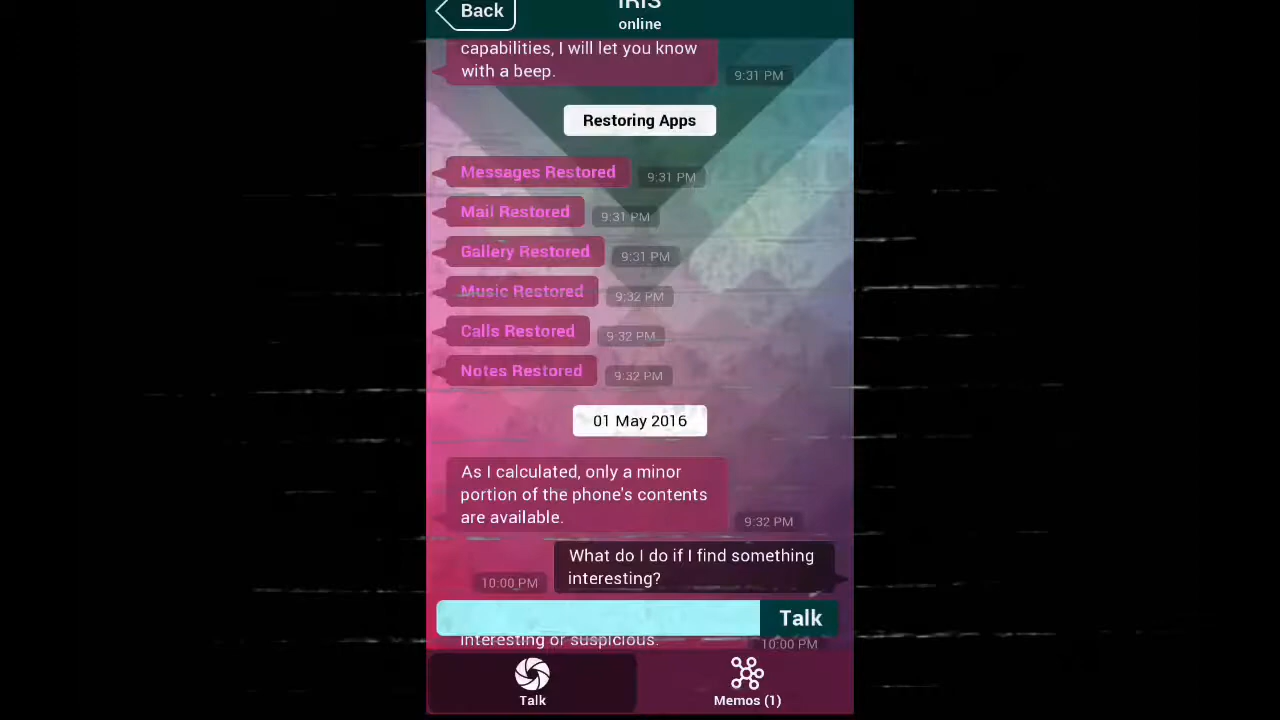 Back
IRIS
online
capabilities, I will let you know
with a beep.
9:31 PM
Restoring Apps
Messages Restored
9:31 PM
Mail Restored
9:31 PM
Gallery Restored
9:31 PM
Music Restored
9:32 PM
Calls Restored
9:32 PM
Notes Restored
9:32 PM
01 May 2016
As I calculated, only a minor
portion of the phone's contents
are available.
9:32 PM
What do I do if I find something
interesting?
10:00 PM
Talk
interesting or suspicious.
10:00 PM
Talk
Memos (1)